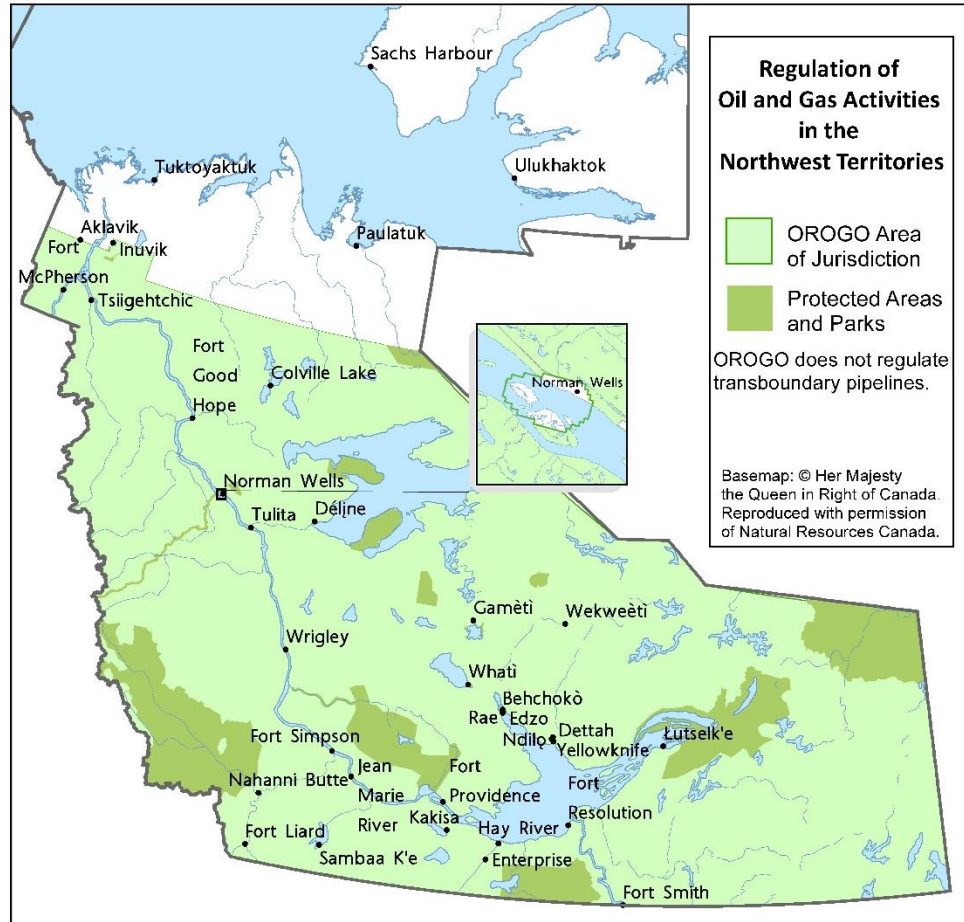 Sachs Harbour
Regulation of
Oil and Gas Activities
in the
Northwest Territories
Tuktoyaktuk
Ulukhaktok
Aklavik
Inuvik
Paulatuk
OROGO Area
of Jurisdiction
Fort
McPherson
Tsiigehtchic
Protected Areas
and Parks
OROGO does not regulate
transboundary pipelines.
Fort
Good
Hope
Colville Lake
Norman Wells
Norman Wells
Basemap: © Her Majesty
the Queen in Right of Canada.
Reproduced with permission
of Natural Resources Canada.
Tulita
Délįne
Gamètì
Wekweètì
Wrigley
Whatì
Behchokò
Rae
Edzo
Dettah
Ndilǫ
Yellowknife
Łutselk'e
Fort Simpson
Jean
Marie
River
Nahanni Butte
Fort
Providence
Fort
Resolution
Kakisa
Hay River
Fort Liard
Sambaa K'e
Enterprise
Fort Smith